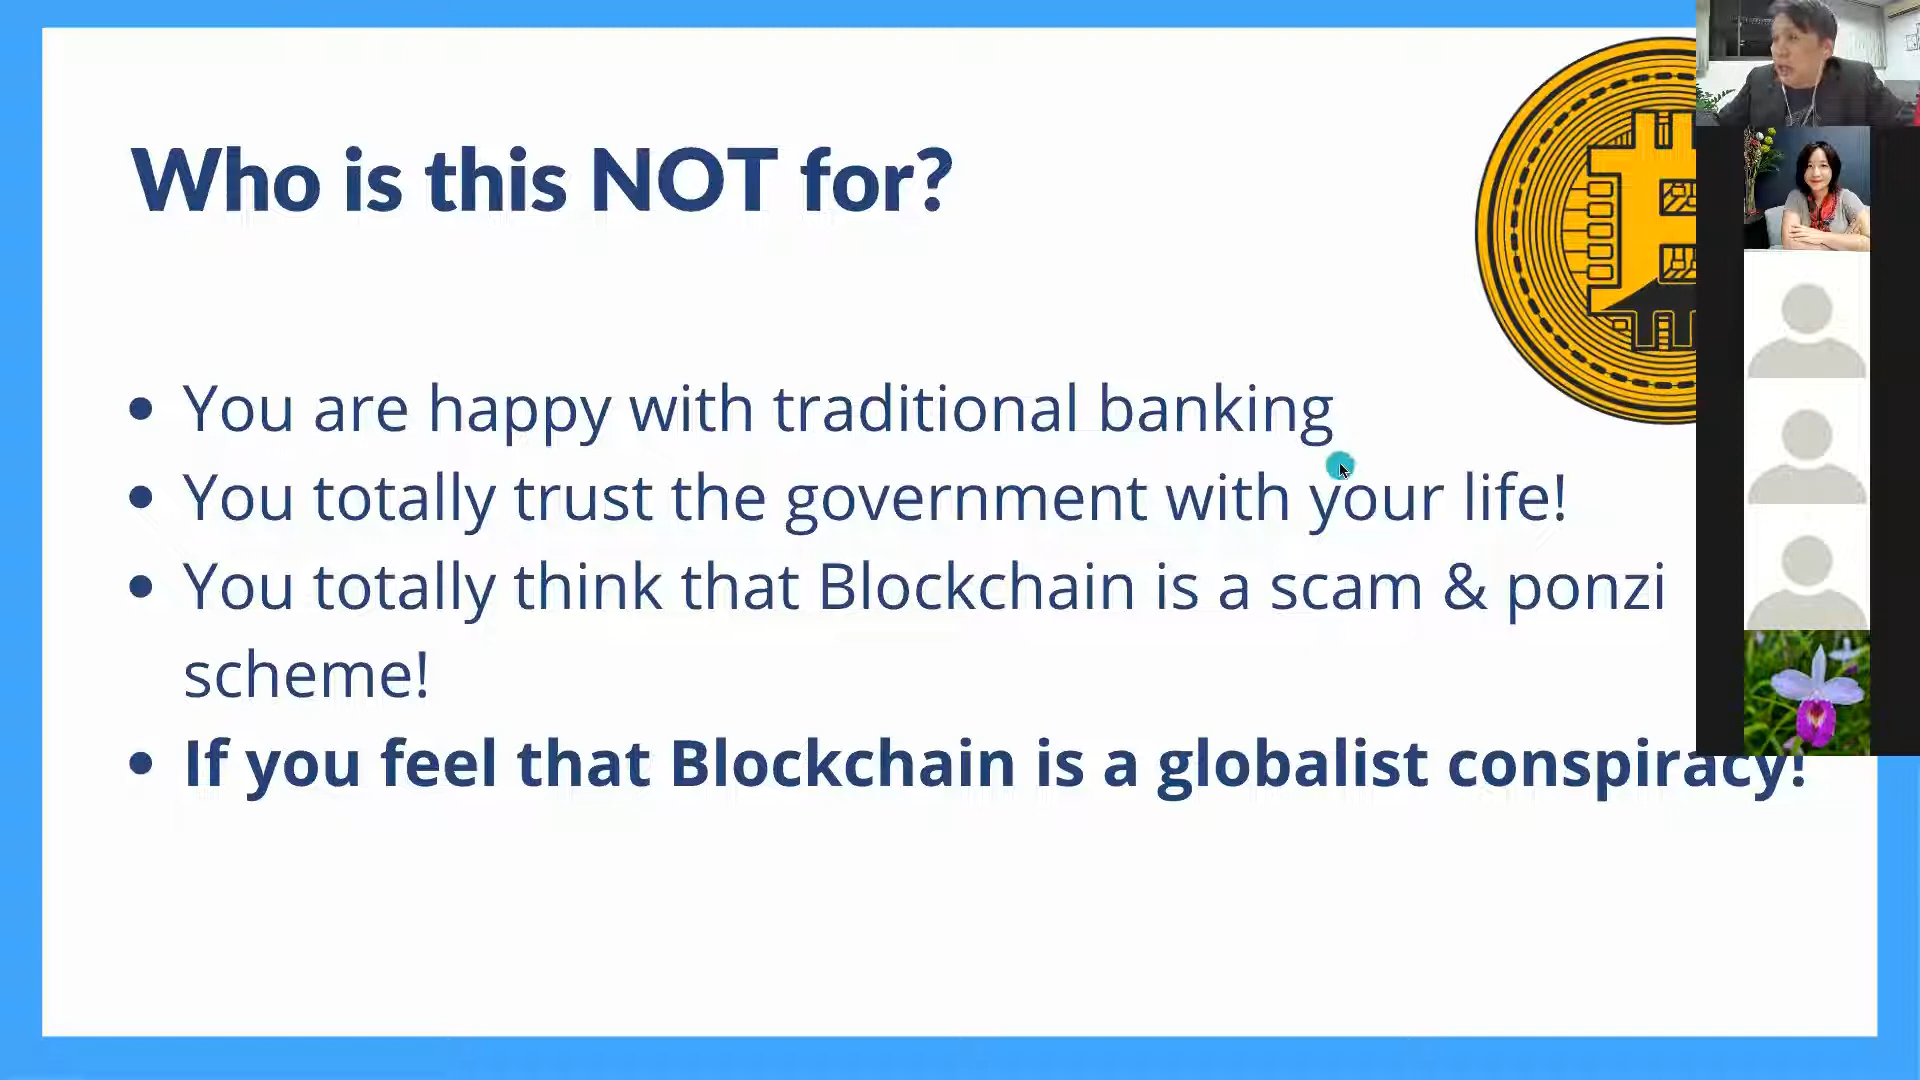 Who is this NOT for?
You are happy with traditional banking
You totally trust the government with your life!
You totally think that Blockchain is a scam & ponzi
scheme!
If you feel that Blockchain is a globalist conspiracy!